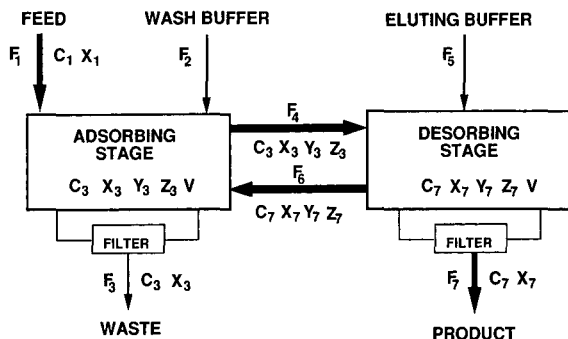 FEED WASH BUFFER ELUTING BUFFER
F1 C1 X1 F2 F5
F4
ADSORBING STAGE
C3 X3 Y3 Z3 V
C3 X3 Y3 Z3
F6
C7 X7 Y7 Z7
DESORBING STAGE
C7 X7 Y7 Z7 V
FILTER FILTER
F3 C3 X3 F7 C7 X7
WASTE PRODUCT